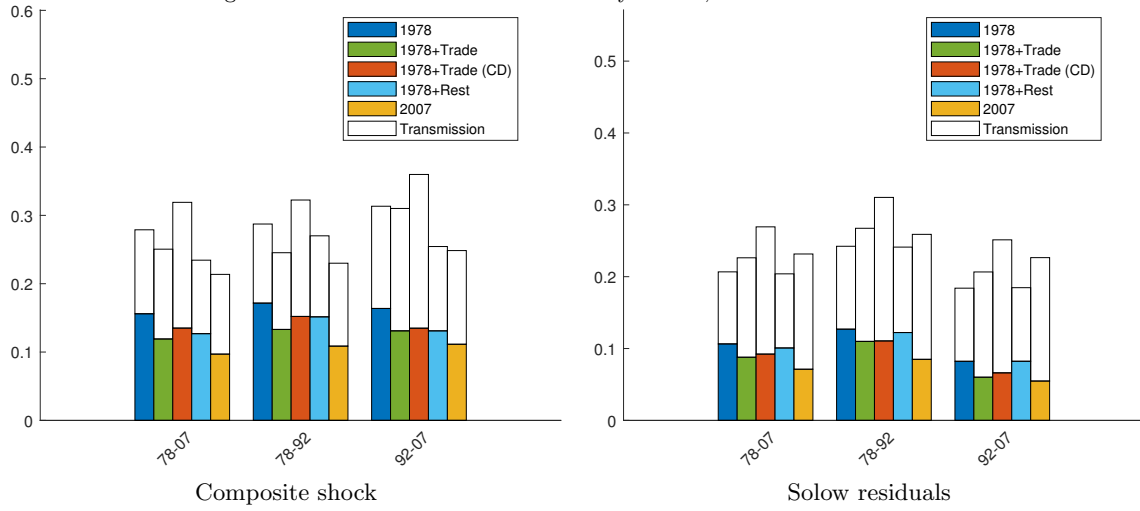 0.6
0.5
0.4
0.3
0.2
0.1
0
1978
1978+Trade
1978+Trade (CD)
1978+Rest
2007
Transmission
78-07
78-92
92-07
Composite shock
0.5
0.4
0.3
0.2
0.1
0
1978
1978+Trade
1978+Trade (CD)
1978+Rest
2007
Transmission
78-07
78-92
92-07
Solow residuals